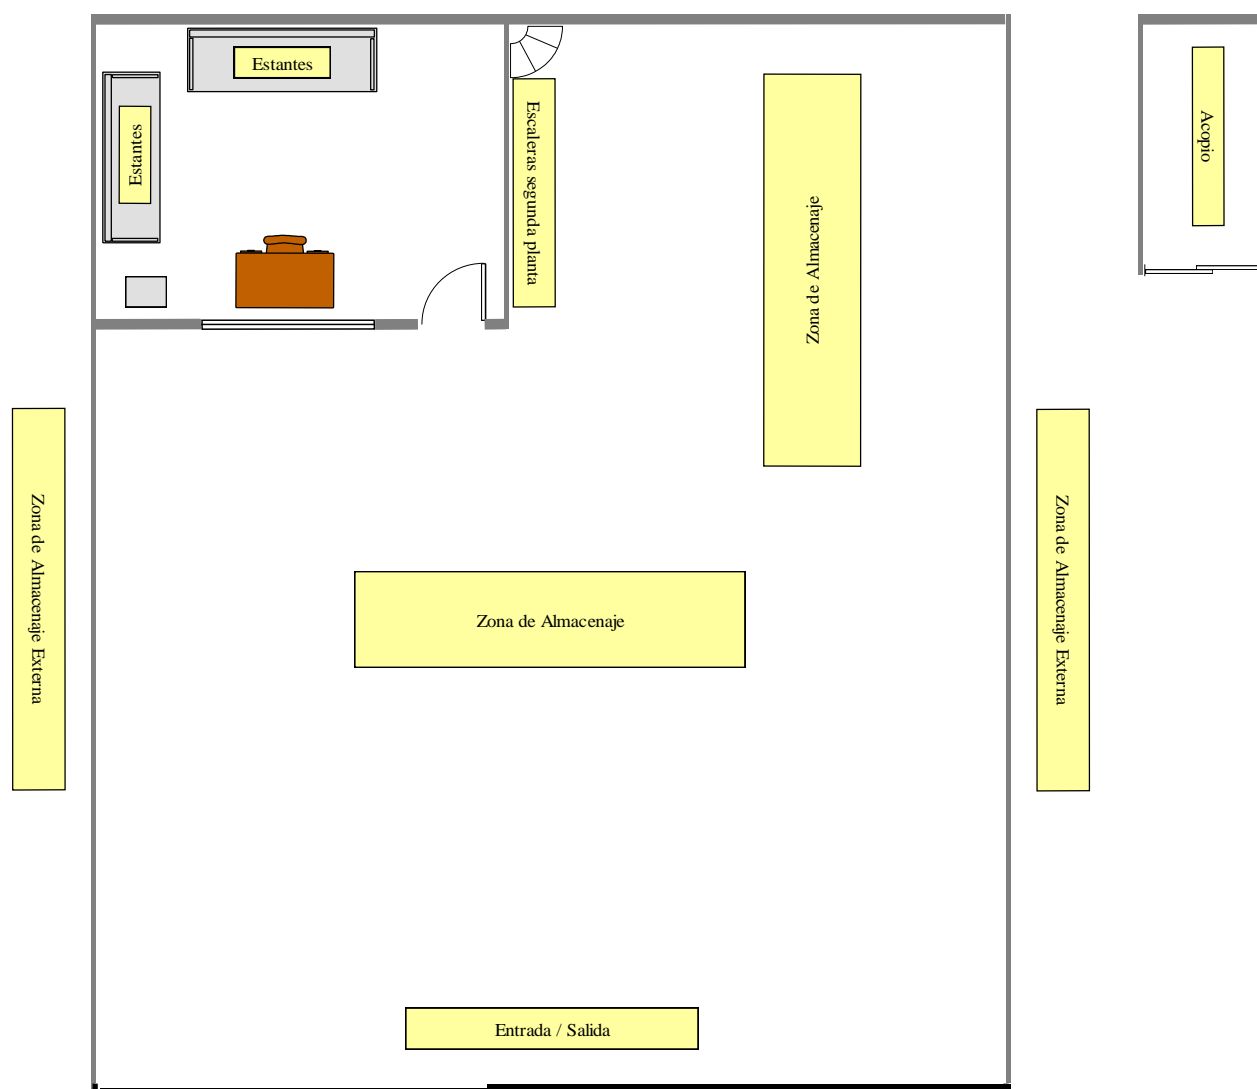 Estantes
Estantes
Escaleras segunda planta
Zona de Almacenaje
Acopio
Zona de Almacenaje Externa
Zona de Almacenaje Externa
Zona de Almacenaje
Entrada / Salida